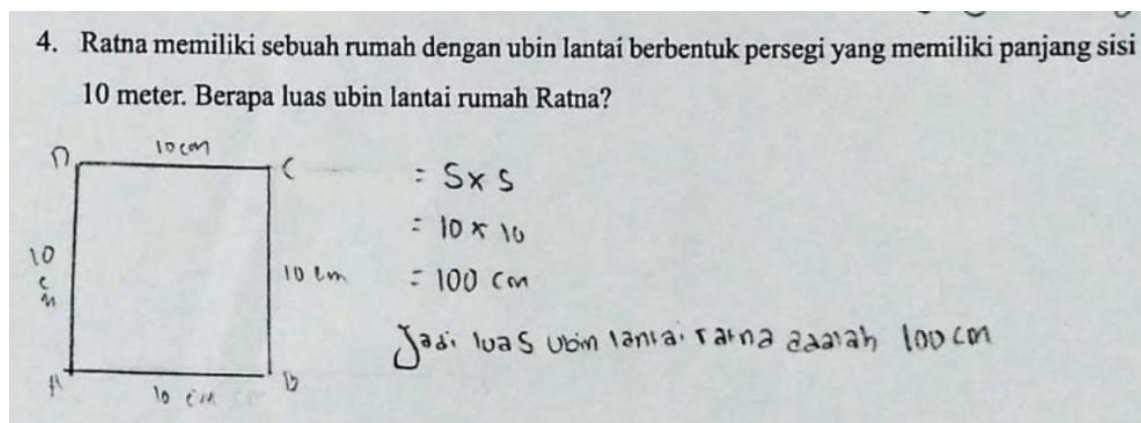 4. Ratna memiliki sebuah rumah dengan ubin lantai berbentuk persegi yang memiliki panjang sisi
10 meter. Berapa luas ubin lantai rumah Ratna?
10 cm
D
C
= S x S
= 10 x 10
10 cm
10 cm
= 100 cm
Jadi luas ubin lantai ratna adalah 100 cm
A
B
10 cm